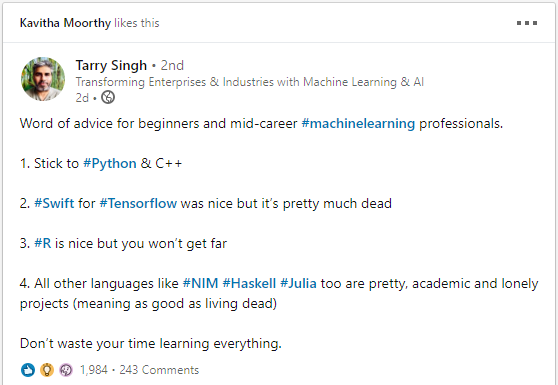 Kavitha Moorthy likes this
Tarry Singh • 2nd
Transforming Enterprises & Industries with Machine Learning & AI
2d •
Word of advice for beginners and mid-career #machinelearning professionals.
1. Stick to #Python & C++
2. #Swift for #Tensorflow was nice but it's pretty much dead
3. #R is nice but you won't get far
4. All other languages like #NIM #Haskell #Julia too are pretty, academic and lonely
projects (meaning as good as living dead)
Don't waste your time learning everything.
1,984 • 243 Comments